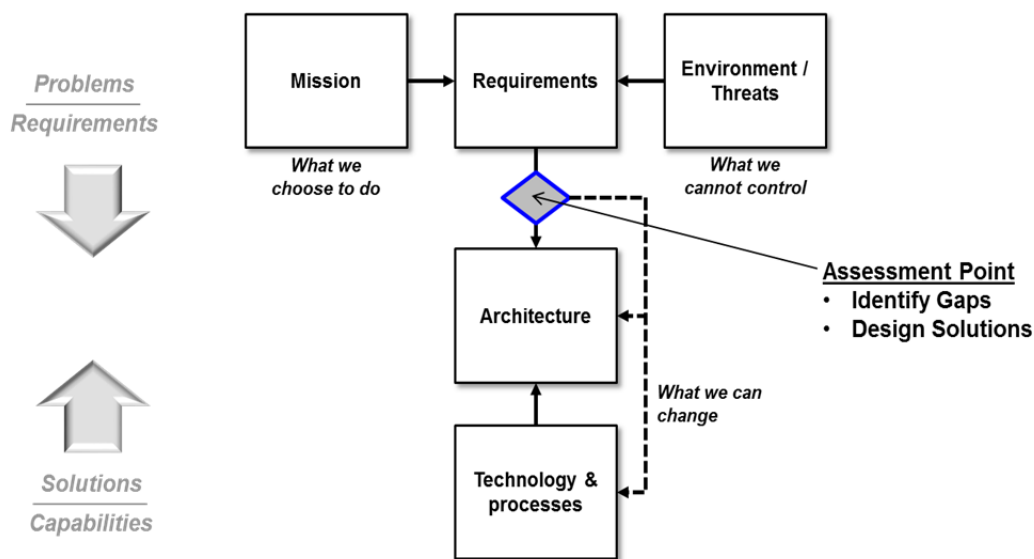 Problems
Requirements
Mission
Requirements
Environment /
Threats
What we
choose to do
What we
cannot control
Assessment Point
• Identify Gaps
• Design Solutions
Architecture
What we can
change
Technology &
processes
Solutions
Capabilities